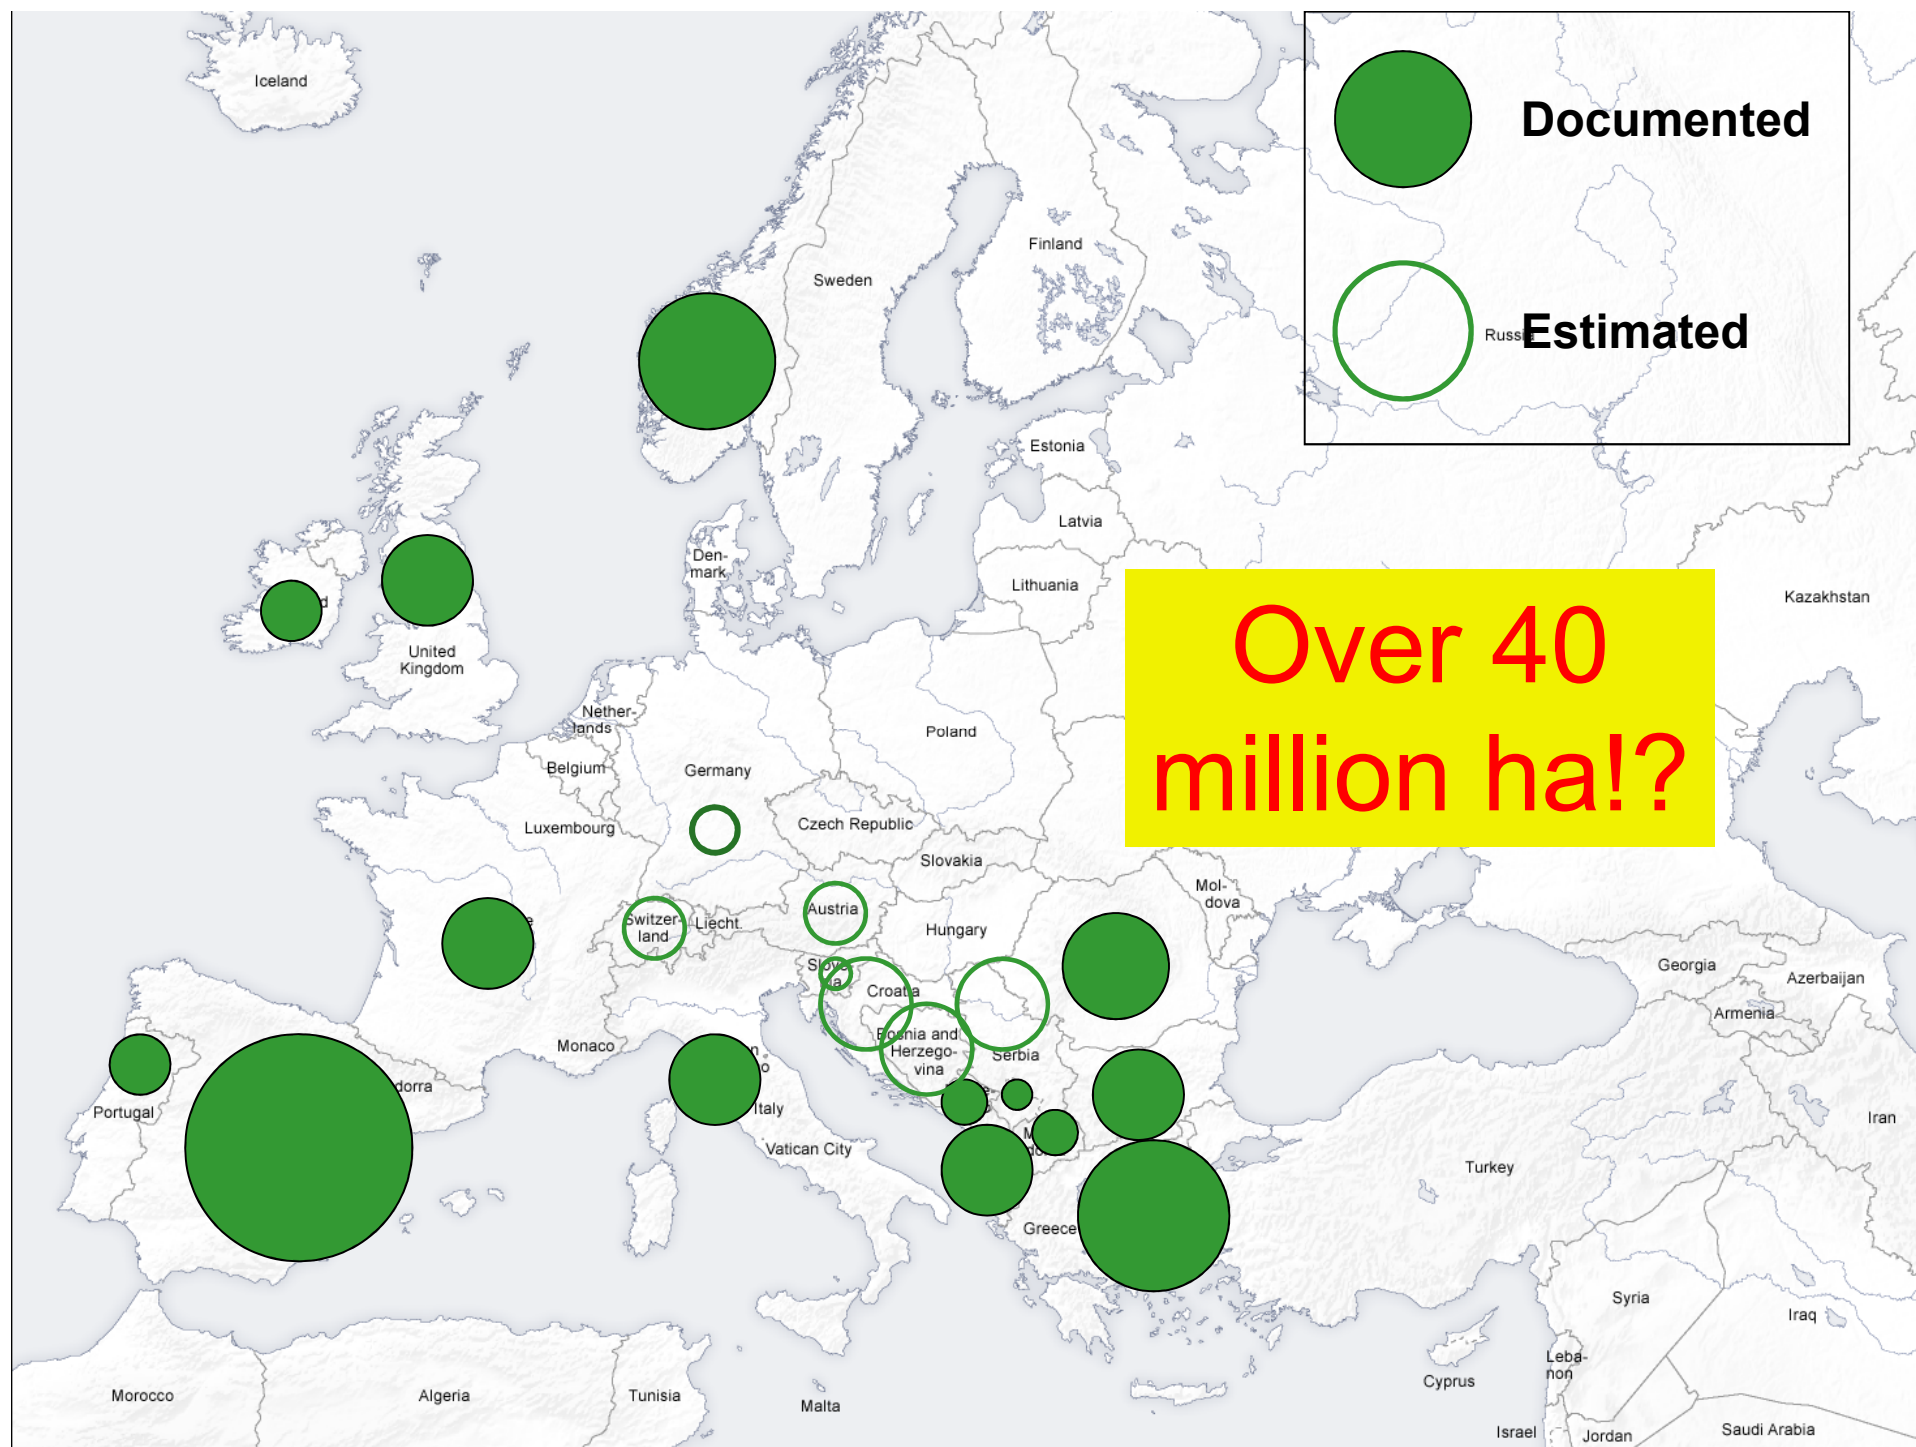 Iceland
Documented
Finland
Sweden
Russia
Estimated
Estonia
Latvia
Den-
mark
Lithuania
Kazakhstan
Over 40
million ha!?
United
Kingdom
Nether-
lands
Poland
Belgium
Germany
Luxembourg
Czech Republic
Slovakia
Mol-
dova
Switzer-
land
Liecht.
Austria
Hungary
Georgia
Azerbaijan
Armenia
Croatia
Bosnia and
Herzego-
vina
Serbia
Monaco
Portugal
Italy
Vatican City
Iran
Turkey
Greece
Syria
Iraq
Leba-
non
Cyprus
Morocco
Algeria
Tunisia
Malta
Israel
Jordan
Saudi Arabia